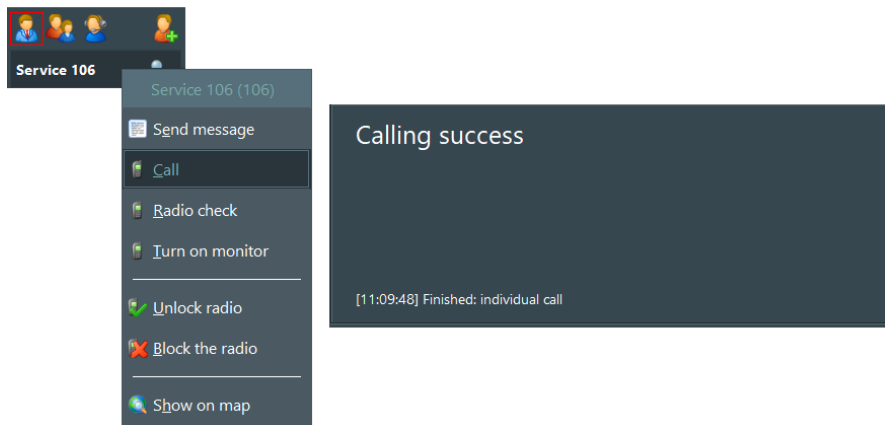 Service 106
Service 106 (106)
Send message
Call
Radio check
Turn on monitor
Unlock radio
Block the radio
Show on map
Calling success
[11:09:48] Finished: individual call